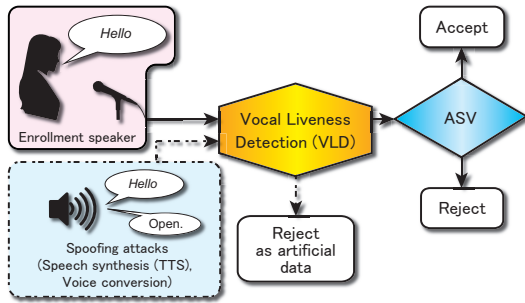 Hello
Enrollment speaker
Hello
Open.
Spoofing attacks
(Speech synthesis (TTS),
Voice conversion)
Vocal Liveness
Detection (VLD)
Reject
as artificial
data
Accept
ASV
Reject